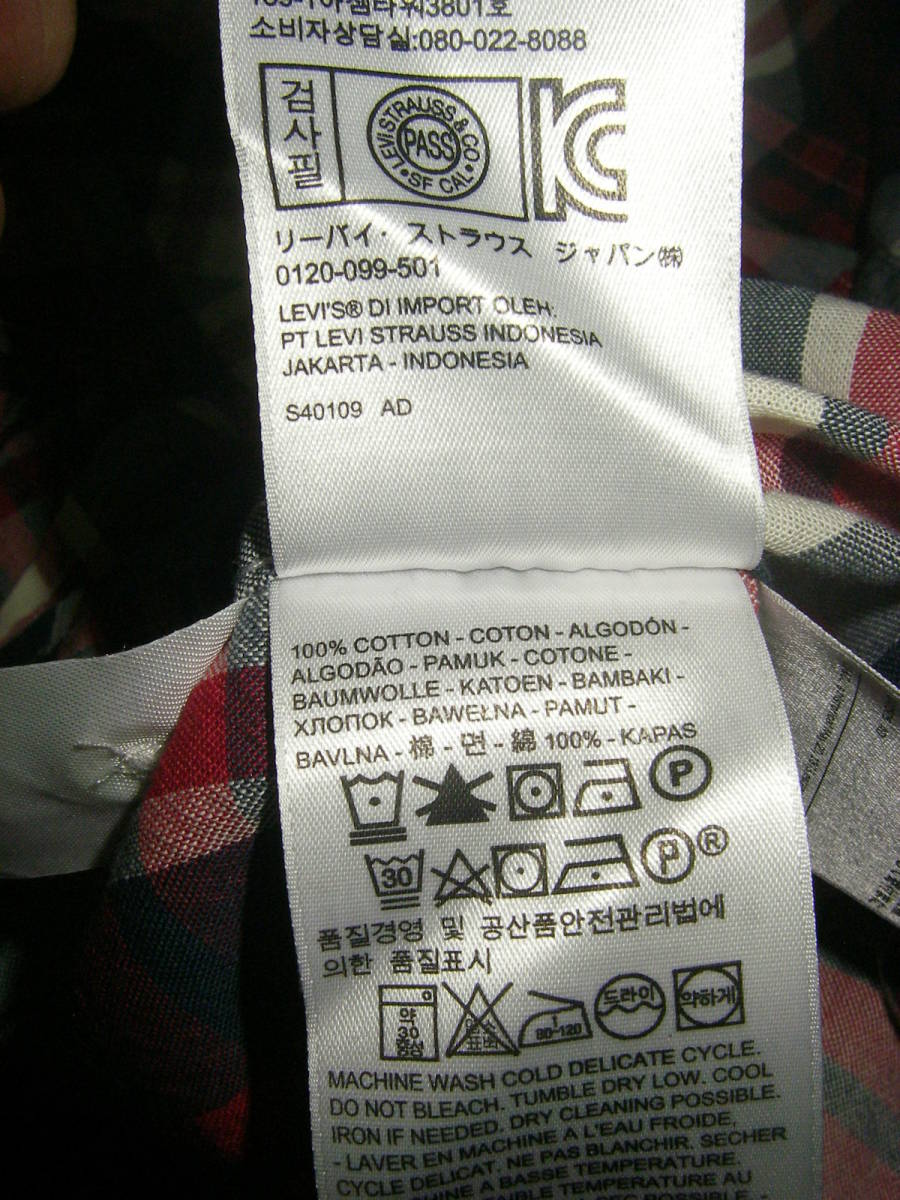 소비자상담실:080-022-8088
검사필
LEVI STRAUSS & CO
PASS
SF CAL
リーバイ・ストラウス ジャパン㈱
0120-099-501
LEVI'S® DI IMPORT OLEH:
PT LEVI STRAUSS INDONESIA
JAKARTA - INDONESIA
S40109 AD
100% COTTON - COTON - ALGODÓN -
ALGODÃO - PAMUK - COTONE -
BAUMWOLLE - KATOEN - BAMBAKI -
ХЛОПОК - BAWEŁNA - PAMUT -
BAVLNA - 棉 - 면 - 綿 100% - KAPAS
P
30 P ®
품질경영 및 공산품안전관리법에
의한 품질표시
약 30 중성 염소 표백 80-120 드라이 약하게
MACHINE WASH COLD DELICATE CYCLE.
DO NOT BLEACH. TUMBLE DRY LOW. COOL
IRON IF NEEDED. DRY CLEANING POSSIBLE.
- LAVER EN MACHINE A L'EAU FROIDE,
CYCLE DELICAT. NE PAS BLANCHIR. SECHER
A BASSE TEMPERATURE.